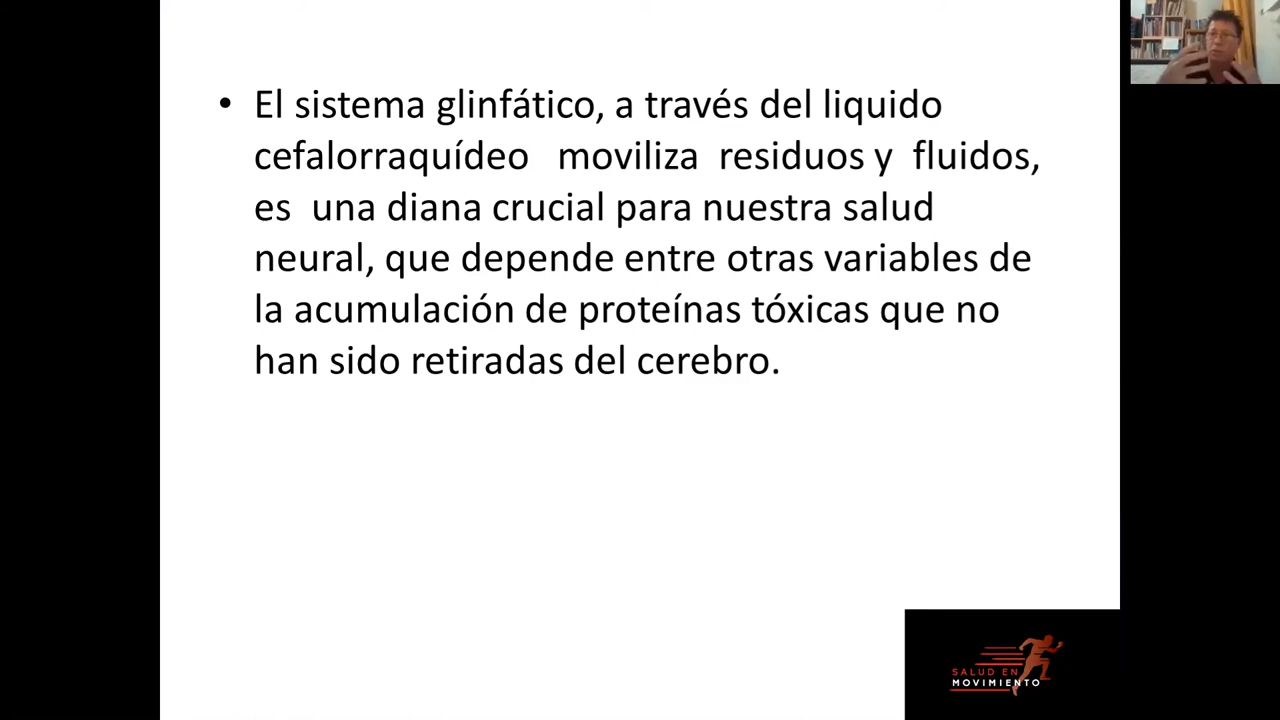 • El sistema glinfático, a través del liquido
cefalorraquídeo moviliza residuos y fluidos,
es una diana crucial para nuestra salud
neural, que depende entre otras variables de
la acumulación de proteínas tóxicas que no
han sido retiradas del cerebro.
SALUD EN
MOVIMIENTO